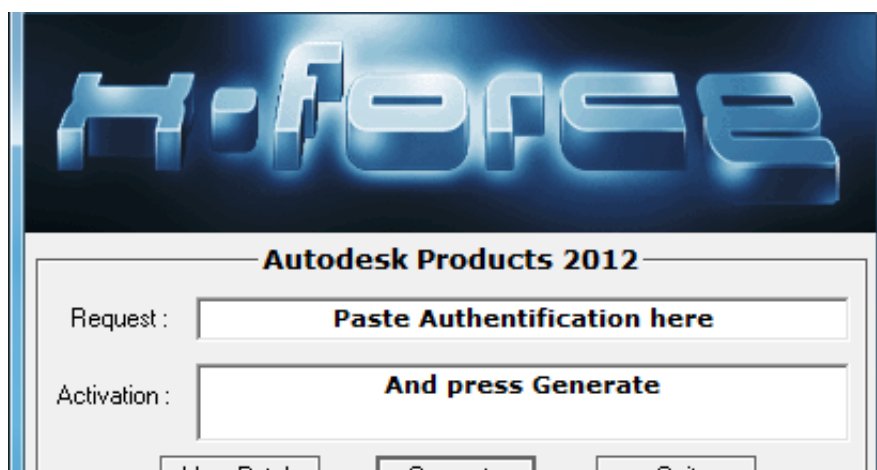 X-force
Autodesk Products 2012
Request :
Paste Authentification here
Activation :
And press Generate